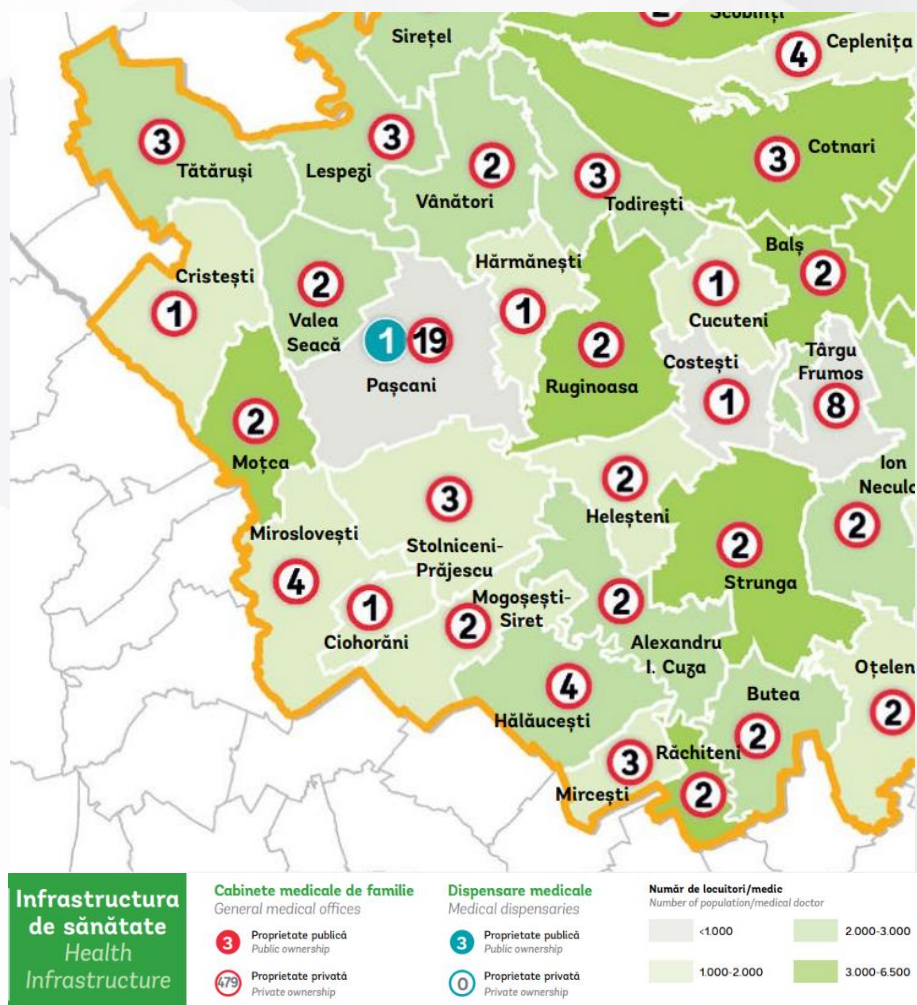 Scobinți
2
Sirețel
4
Ceplenița
3
Tătăruși
3
Lespezi
2
Vânători
3
Todirești
3
Cotnari
Balș
2
Cristești
1
2
Valea
Seacă
Hărmănești
1
1
Cucuteni
1 19
Pașcani
2
Ruginoasa
Costești
1
Târgu
Frumos
8
2
Moțca
Ion
Neculc
2
2
Heleșteni
3
Stolniceni-
Prăjescu
2
Strunga
Miroslovești
4
1
Ciohorăni
Mogoșești-
Siret
2
2
Alexandru
I. Cuza
4
Hălăucești
Butea
2
Oțelen
2
3
Mircești
Răchiteni
2
Infrastructura
de sănătate
Health
Infrastructure
Cabinete medicale de familie
General medical offices
3 Proprietate publică
Public ownership
479 Proprietate privată
Private ownership
Dispensare medicale
Medical dispensaries
3 Proprietate publică
Public ownership
0 Proprietate privată
Private ownership
Număr de locuitori/medic
Number of population/medical doctor
<1.000
1.000-2.000
2.000-3.000
3.000-6.500